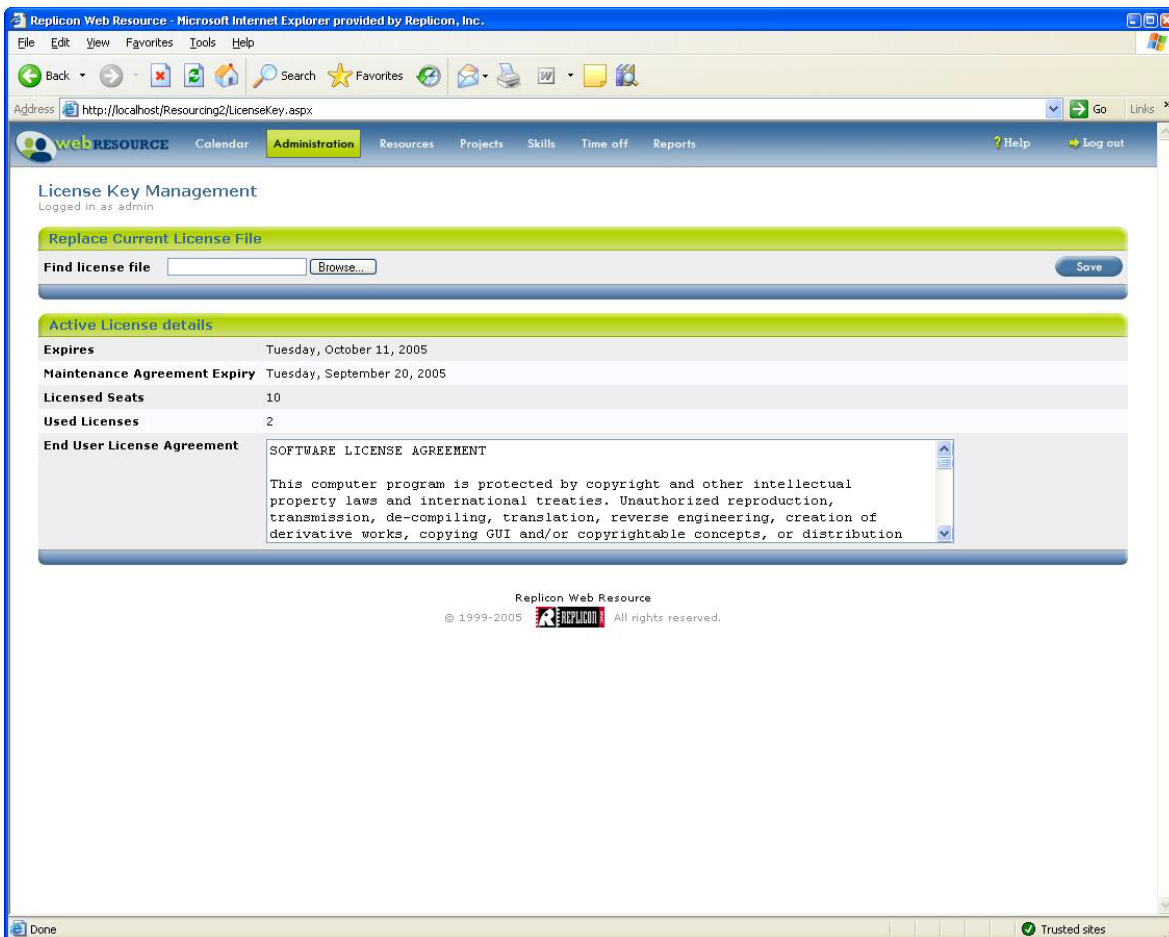 Replicon Web Resource - Microsoft Internet Explorer provided by Replicon, Inc.
File Edit View Favorites Tools Help
Back Search Favorites
Address http://localhost/Resourcing2/LicenseKey.aspx Go Links »
web RESOURCE Calendar Administration Resources Projects Skills Time off Reports ? Help Log out
License Key Management
Logged in as admin
Replace Current License File
Find license file Browse... Save
Active License details
Expires Tuesday, October 11, 2005
Maintenance Agreement Expiry Tuesday, September 20, 2005
Licensed Seats 10
Used Licenses 2
End User License Agreement SOFTWARE LICENSE AGREEMENT
This computer program is protected by copyright and other intellectual
property laws and international treaties. Unauthorized reproduction,
transmission, de-compiling, translation, reverse engineering, creation of
derivative works, copying GUI and/or copyrightable concepts, or distribution
Replicon Web Resource
© 1999-2005 REPLICON All rights reserved.
Done Trusted sites